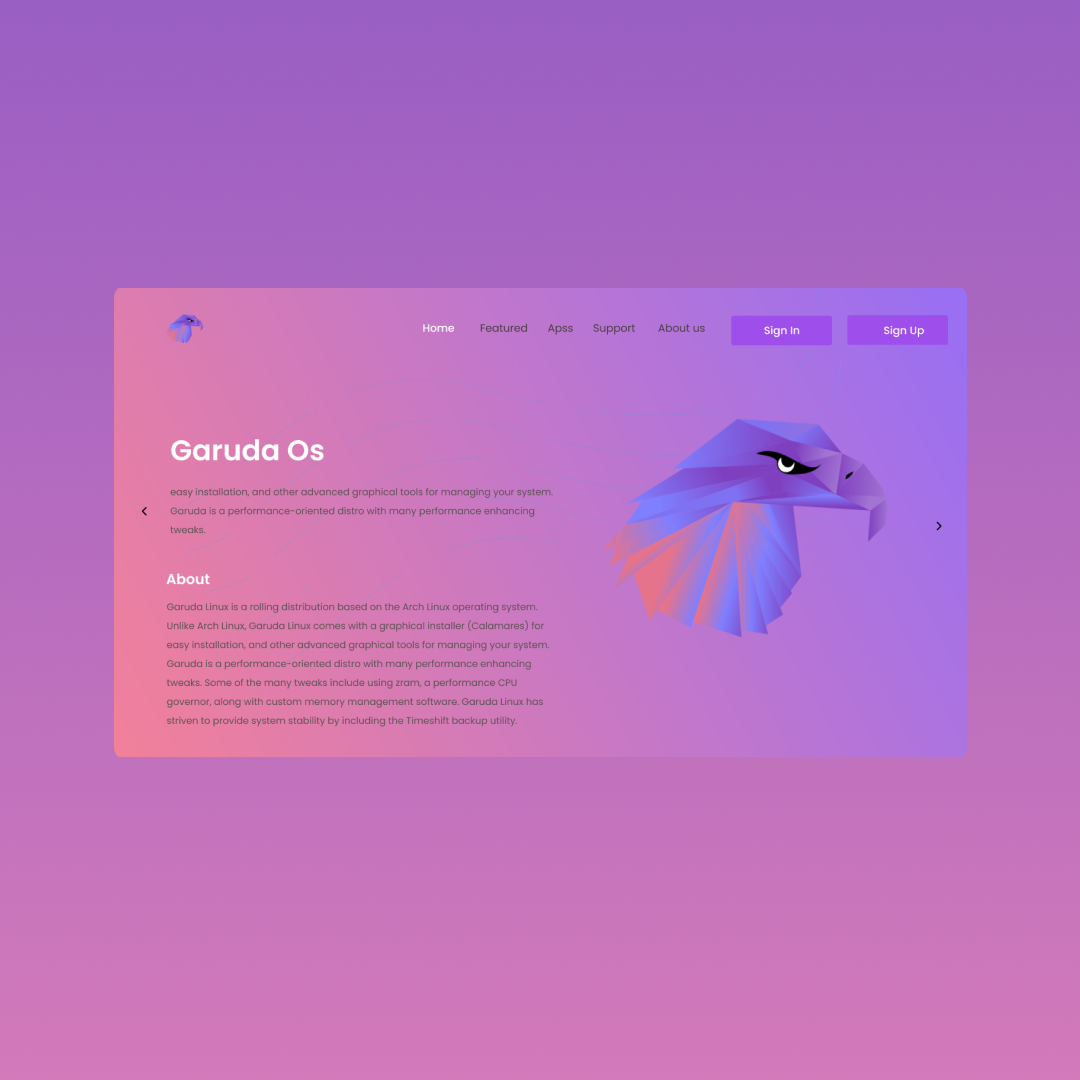 Home Featured Apss Support About us Sign In Sign Up
Garuda Os
easy installation, and other advanced graphical tools for managing your system.
Garuda is a performance-oriented distro with many performance enhancing
tweaks.
About
Garuda Linux is a rolling distribution based on the Arch Linux operating system.
Unlike Arch Linux, Garuda Linux comes with a graphical installer (Calamares) for
easy installation, and other advanced graphical tools for managing your system.
Garuda is a performance-oriented distro with many performance enhancing
tweaks. Some of the many tweaks include using zram, a performance CPU
governor, along with custom memory management software. Garuda Linux has
striven to provide system stability by including the Timeshift backup utility.